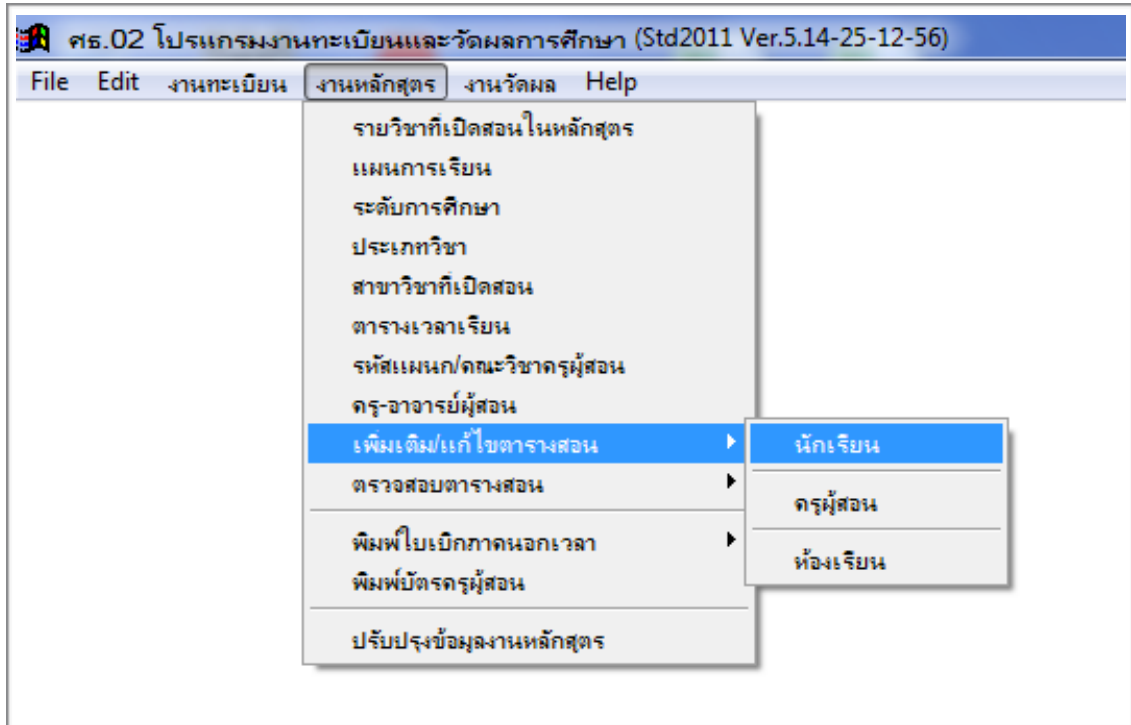 ศธ.02 โปรแกรมงานทะเบียนและวัดผลการศึกษา (Std2011 Ver.5.14-25-12-56)
File Edit งานทะเบียน งานหลักสูตร งานวัดผล Help
รายวิชาที่เปิดสอนในหลักสูตร
แผนการเรียน
ระดับการศึกษา
ประเภทวิชา
สาขาวิชาที่เปิดสอน
ตารางเวลาเรียน
รหัสแผนก/คณะวิชาครูผู้สอน
ครู-อาจารย์ผู้สอน
เพิ่มเติม/แก้ไขตารางสอน
นักเรียน
ครูผู้สอน
ห้องเรียน
ตรวจสอบตารางสอน
พิมพ์ใบเบิกภาคนอกเวลา
พิมพ์บัตรครูผู้สอน
ปรับปรุงข้อมูลงานหลักสูตร